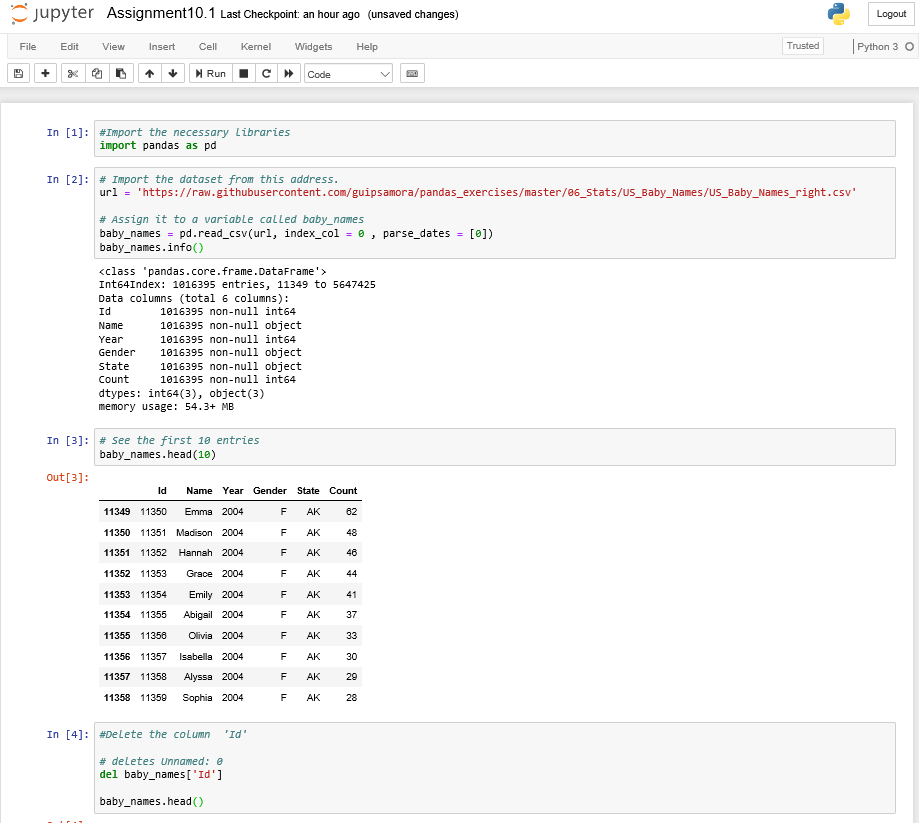 jupyter Assignment10.1 Last Checkpoint: an hour ago (unsaved changes)
Logout
File Edit View Insert Cell Kernel Widgets Help Trusted Python 3
Run Code
In [1]: #Import the necessary libraries
import pandas as pd
In [2]: # Import the dataset from this address.
url = 'https://raw.githubusercontent.com/guipsamora/pandas_exercises/master/06_Stats/US_Baby_Names/US_Baby_Names_right.csv'
# Assign it to a variable called baby_names
baby_names = pd.read_csv(url, index_col = 0 , parse_dates = [0])
baby_names.info()
<class 'pandas.core.frame.DataFrame'>
Int64Index: 1016395 entries, 11349 to 5647425
Data columns (total 6 columns):
Id 1016395 non-null int64
Name 1016395 non-null object
Year 1016395 non-null int64
Gender 1016395 non-null object
State 1016395 non-null object
Count 1016395 non-null int64
dtypes: int64(3), object(3)
memory usage: 54.3+ MB
In [3]: # See the first 10 entries
baby_names.head(10)
Out[3]:
Id Name Year Gender State Count
11349 11350 Emma 2004 F AK 62
11350 11351 Madison 2004 F AK 48
11351 11352 Hannah 2004 F AK 46
11352 11353 Grace 2004 F AK 44
11353 11354 Emily 2004 F AK 41
11354 11355 Abigail 2004 F AK 37
11355 11356 Olivia 2004 F AK 33
11356 11357 Isabella 2004 F AK 30
11357 11358 Alyssa 2004 F AK 29
11358 11359 Sophia 2004 F AK 28
In [4]: #Delete the column 'Id'
# deletes Unnamed: 0
del baby_names['Id']
baby_names.head()